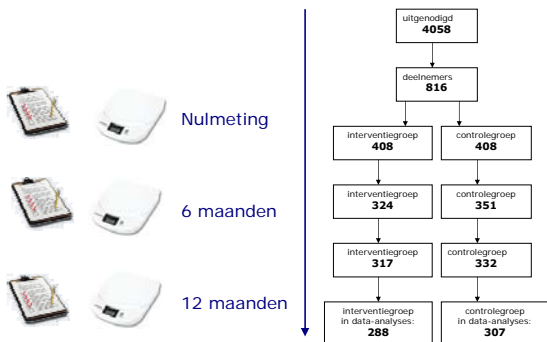 uitgenodigd
4058
deelnemers
816
Nulmeting
interventiegroep
408
controlegroep
408
6 maanden
interventiegroep
324
controlegroep
351
12 maanden
interventiegroep
317
controlegroep
332
interventiegroep
in data-analyses:
288
controlegroep
in data-analyses:
307